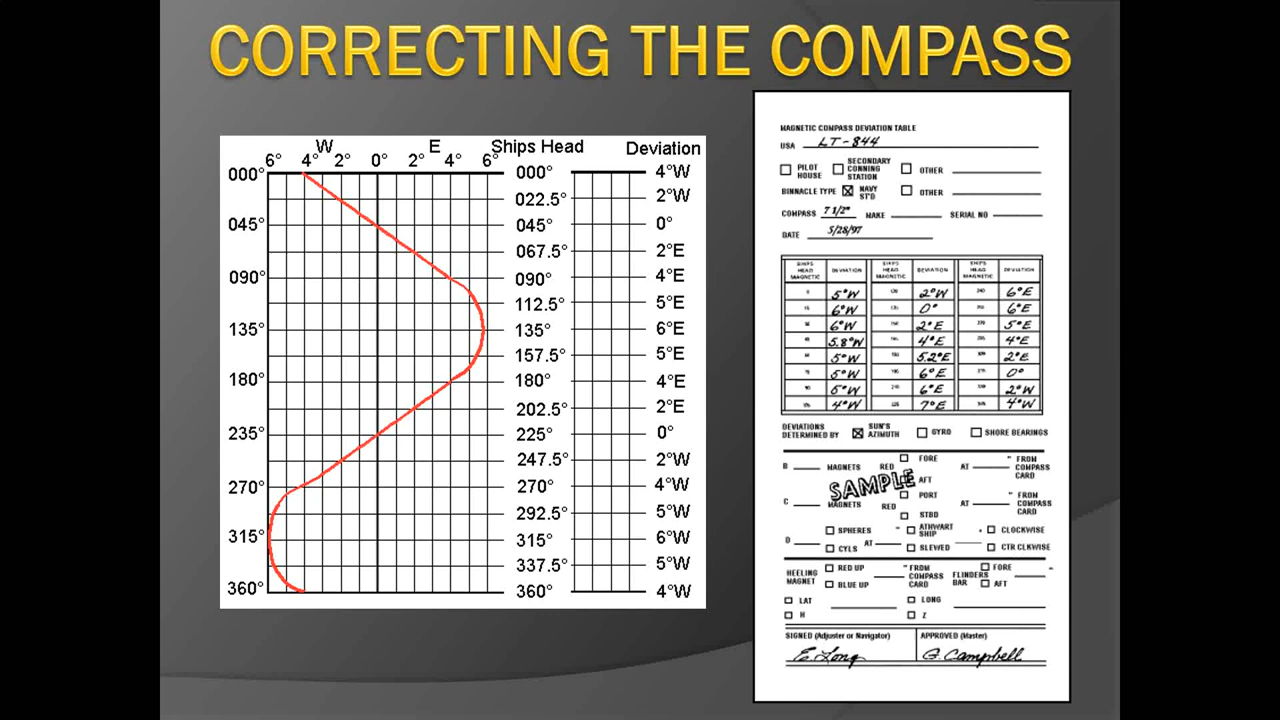 CORRECTING THE COMPASS
W E Ships Head Deviation
6° 4° 2° 0° 2° 4° 6°
000° 000° 4°W
022.5° 2°W
045° 045° 0°
067.5° 2°E
090° 090° 4°E
112.5° 5°E
135° 135° 6°E
157.5° 5°E
180° 180° 4°E
202.5° 2°E
235° 225° 0°
247.5° 2°W
270° 270° 4°W
292.5° 5°W
315° 315° 6°W
337.5° 5°W
360° 360° 4°W
MAGNETIC COMPASS DEVIATION TABLE
USA LT-844
PILOT HOUSE SECONDARY CONNING STATION OTHER
BINNACLE TYPE NAVY ST'D OTHER
COMPASS 7 1/2" MAKE SERIAL NO
DATE 5/28/97
SHIPS HEAD MAGNETIC DEVIATION SHIPS HEAD MAGNETIC DEVIATION SHIPS HEAD MAGNETIC DEVIATION
5°W 2°W 6°E
6°W 0° 6°E
6°W 2°E 5°E
5.8°W 4°E 4°E
5°W 5.2°E 2°E
5°W 6°E 0°
5°W 6°E 2°W
4°W 7°E 4°W
DEVIATIONS DETERMINED BY SUN'S AZIMUTH GYRO SHORE BEARINGS
B MAGNETS RED FORE AFT AT " FROM COMPASS CARD
SAMPLE
C MAGNETS RED PORT STBD AT " FROM COMPASS CARD
D SPHERES CYLS AT " ATHWART SHIP SLEWED ° CLOCKWISE CTR CLKWISE
HEELING MAGNET RED UP BLUE UP " FROM COMPASS CARD FLINDERS BAR FORE AFT "
LAT LONG
H Z
SIGNED (Adjuster or Navigator) APPROVED (Master)
E. Long G. Campbell